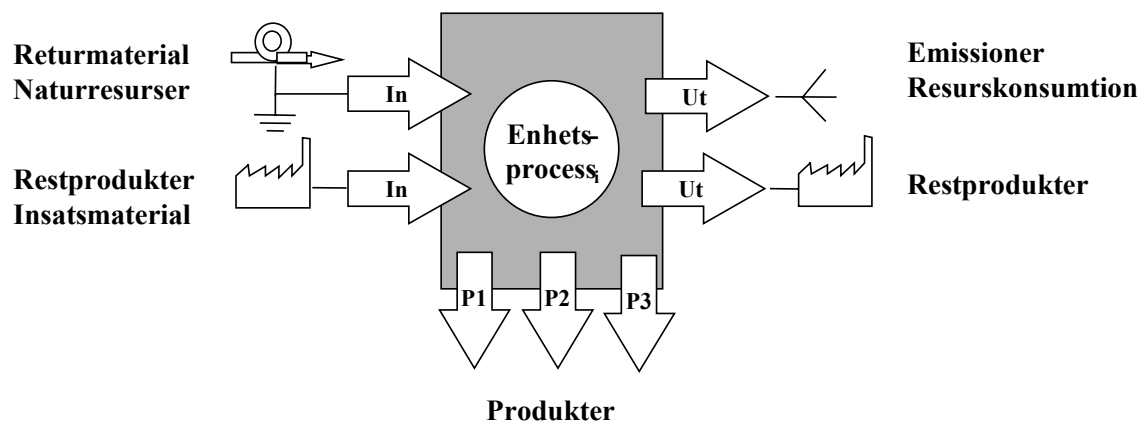 Returmaterial
Naturresurser
In
Ut
Emissioner
Resurskonsumtion
Enhets-
processi
Restprodukter
Insatsmaterial
In
Ut
Restprodukter
P1
P2
P3
Produkter